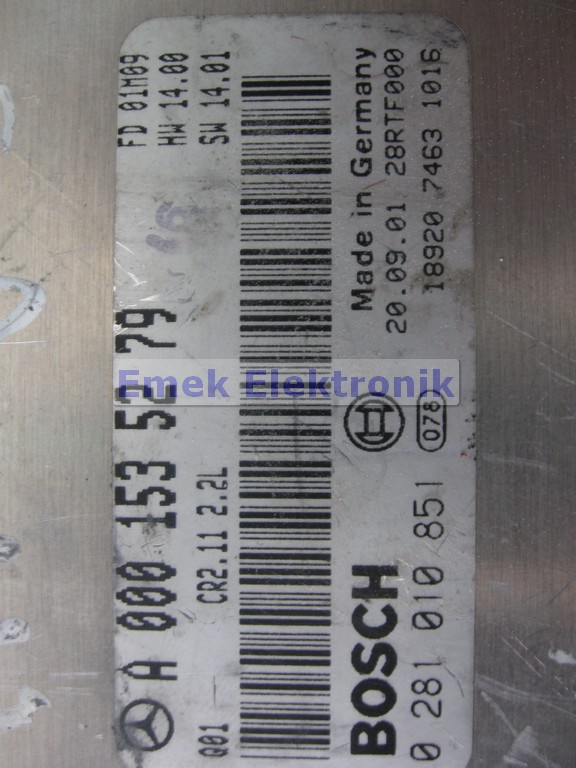 A 000 153 52 79
FD 01M09
HW 14.00
SW 14.01
Q01
CR2.11 2.2L
BOSCH
Made in Germany
0 281 010 851
078
20.09.01 28RTF000
18920 7463 1016
Emek Elektronik